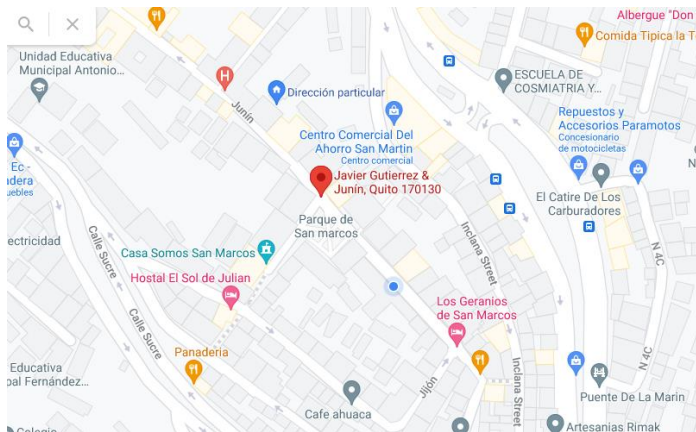 Albergue "Don
Comida Tipica la T
Unidad Educativa
Municipal Antonio...
ESCUELA DE
COSMIATRIA Y...
H
Junín
Dirección particular
Repuestos y
Accesorios Paramotos
Concesionario
de motocicletas
Centro Comercial Del
Ahorro San Martin
Centro comercial
Ec -
adera
uebles
Javier Gutierrez &
Junín, Quito 170130
El Catire De Los
Carburadores
Parque de
San marcos
ectricidad
Calle Sucre
Casa Somos San Marcos
Inclana Street
N 4C
Hostal El Sol de Julian
Los Geranios
de San Marcos
Calle Sucre
Panaderia
Educativa
pal Fernández...
Jijón
Inclana Street
N 4C
Puente De La Marin
Cafe ahuaca
Artesanias Rimak
Colegio